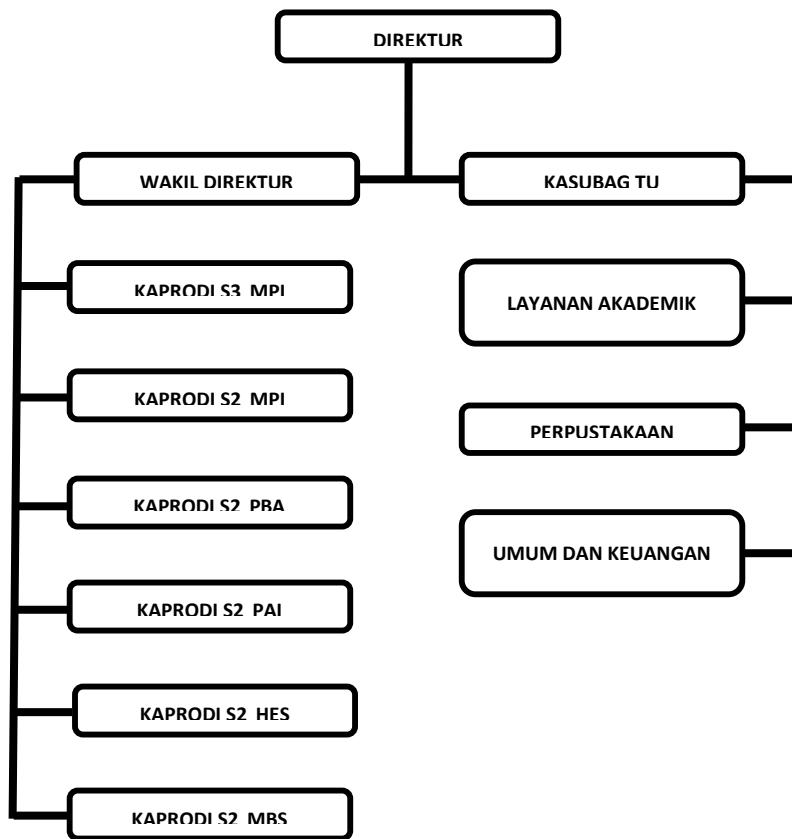 DIREKTUR
WAKIL DIREKTUR
KASUBAG TU
KAPRODI S3 MPI
LAYANAN AKADEMIK
KAPRODI S2 MPI
PERPUSTAKAAN
KAPRODI S2 PBA
UMUM DAN KEUANGAN
KAPRODI S2 PAI
KAPRODI S2 HES
KAPRODI S2 MBS